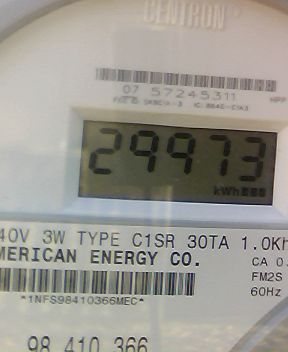 CENTRON
07 57245311
29973
kWh
40V 3W TYPE C1SR 30TA 1.0Kh
MERICAN ENERGY CO.
CA 0.
FM2S
60Hz
*1NFS98410366MEC*
98 410 366